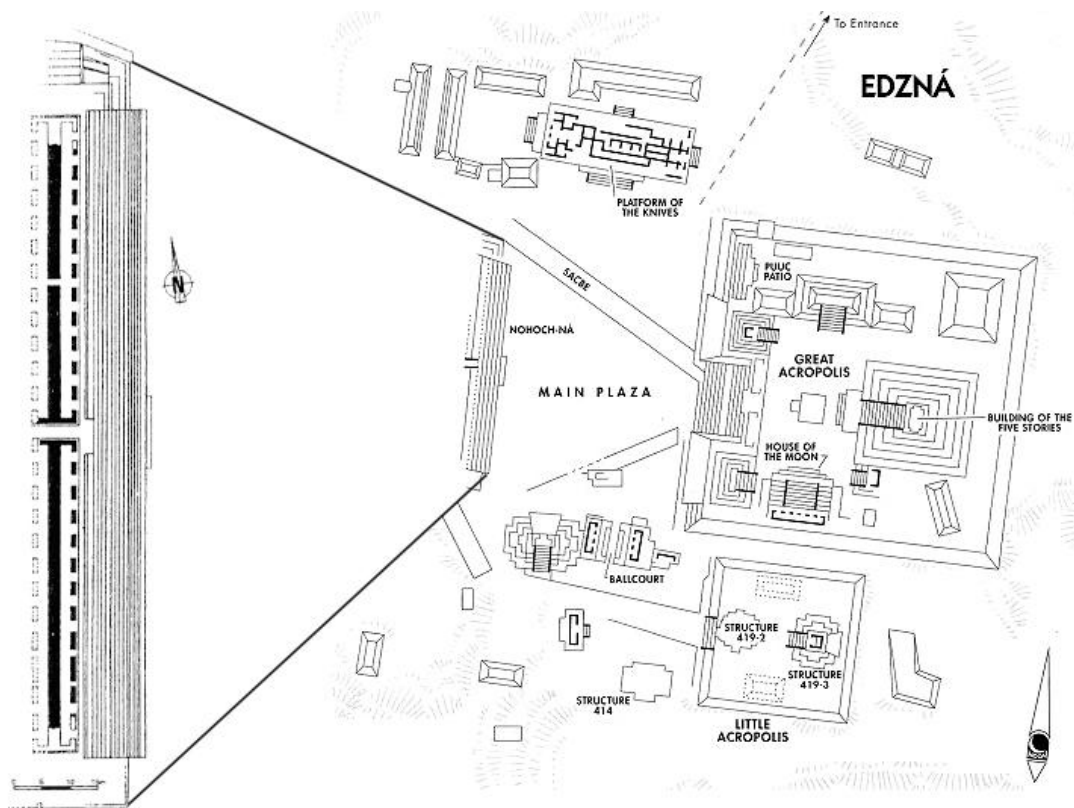 To Entrance
EDZNÁ
PLATFORM OF
THE KNIVES
N
SACBE
PUUC
PATIO
NOHOCH-NÁ
MAIN PLAZA
GREAT
ACROPOLIS
BUILDING OF THE
FIVE STORIES
HOUSE OF
THE MOON
BALLCOURT
STRUCTURE
419-2
STRUCTURE
419-3
STRUCTURE
414
LITTLE
ACROPOLIS